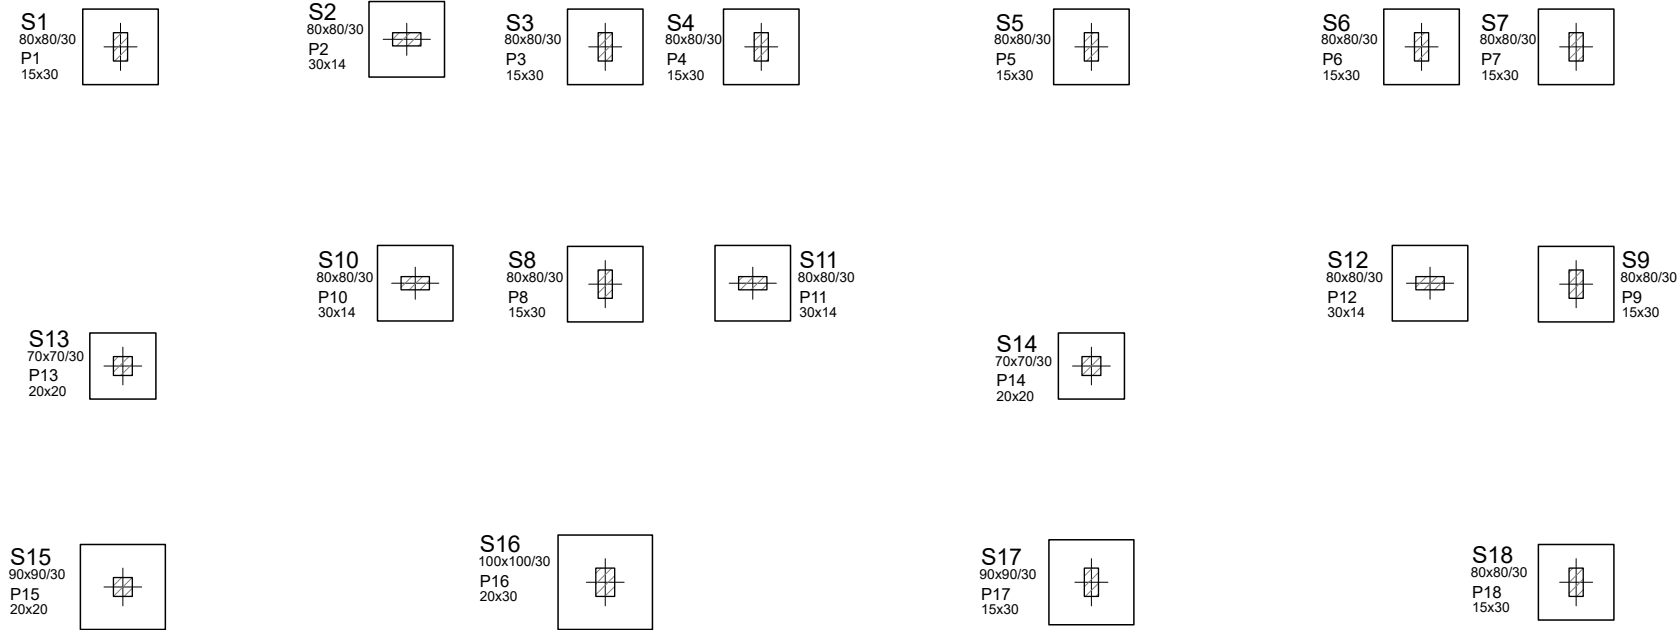 S1
80x80/30
P1
15x30
S2
80x80/30
P2
30x14
S3
80x80/30
P3
15x30
S4
80x80/30
P4
15x30
S5
80x80/30
P5
15x30
S6
80x80/30
P6
15x30
S7
80x80/30
P7
15x30
S10
80x80/30
P10
30x14
S8
80x80/30
P8
15x30
S11
80x80/30
P11
30x14
S12
80x80/30
P12
30x14
S9
80x80/30
P9
15x30
S13
70x70/30
P13
20x20
S14
70x70/30
P14
20x20
S15
90x90/30
P15
20x20
S16
100x100/30
P16
20x30
S17
90x90/30
P17
15x30
S18
80x80/30
P18
15x30